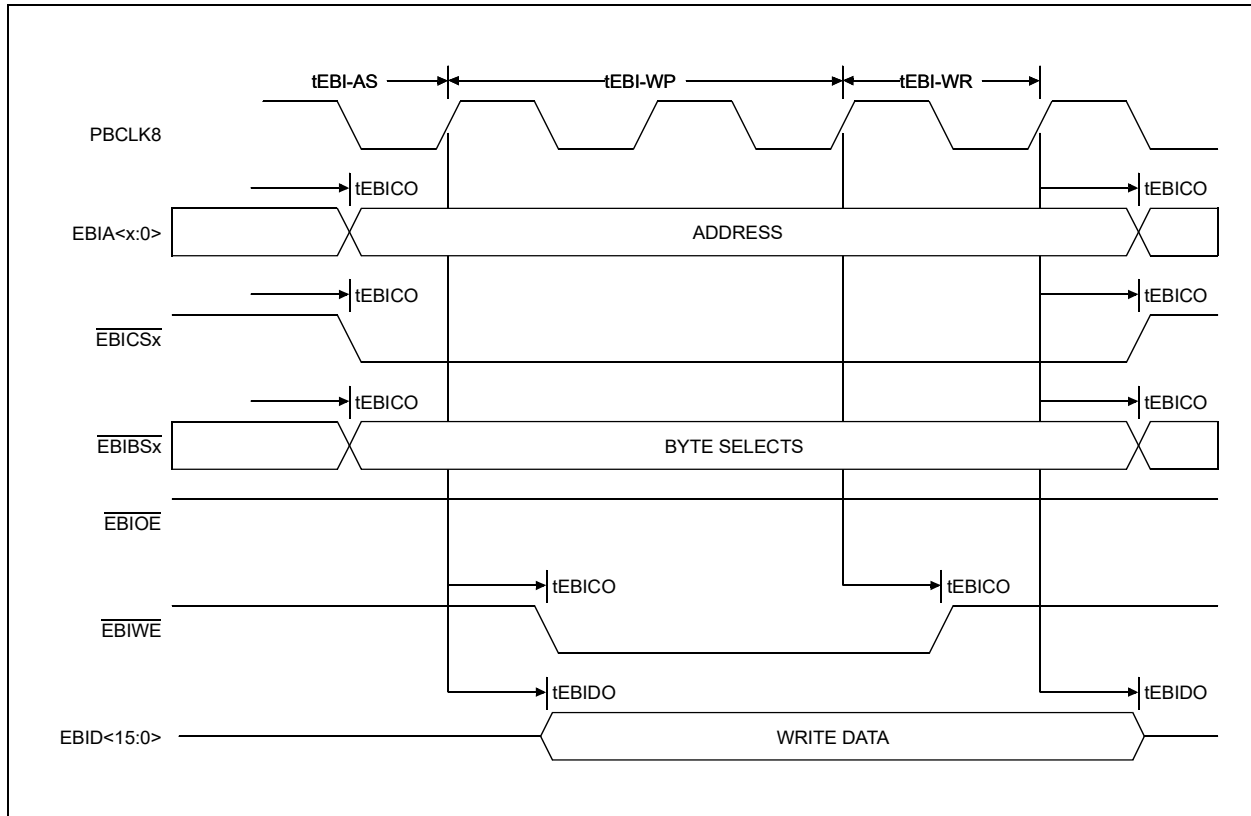 tEBI-AS tEBI-WP tEBI-WR
PBCLK8
tEBICO tEBICO
EBIA<x:0> ADDRESS
tEBICO tEBICO
EBICSx
tEBICO tEBICO
EBIBSx BYTE SELECTS
EBIOE
tEBICO tEBICO
EBIWE
tEBIDO tEBIDO
EBID<15:0> WRITE DATA